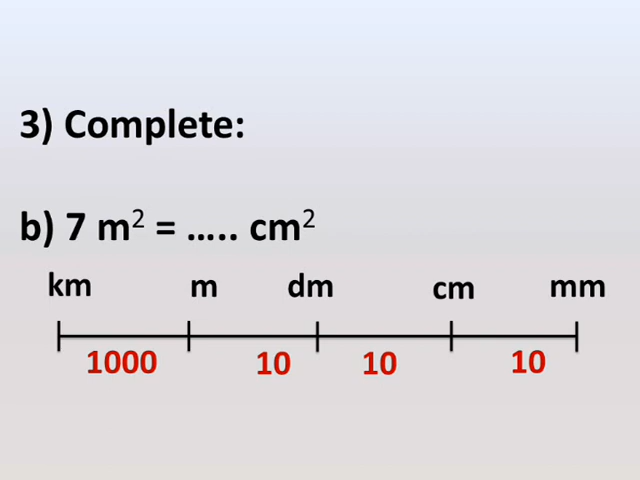 3) Complete:
b) 7 m² = ….. cm²
km m dm cm mm
1000 10 10 10